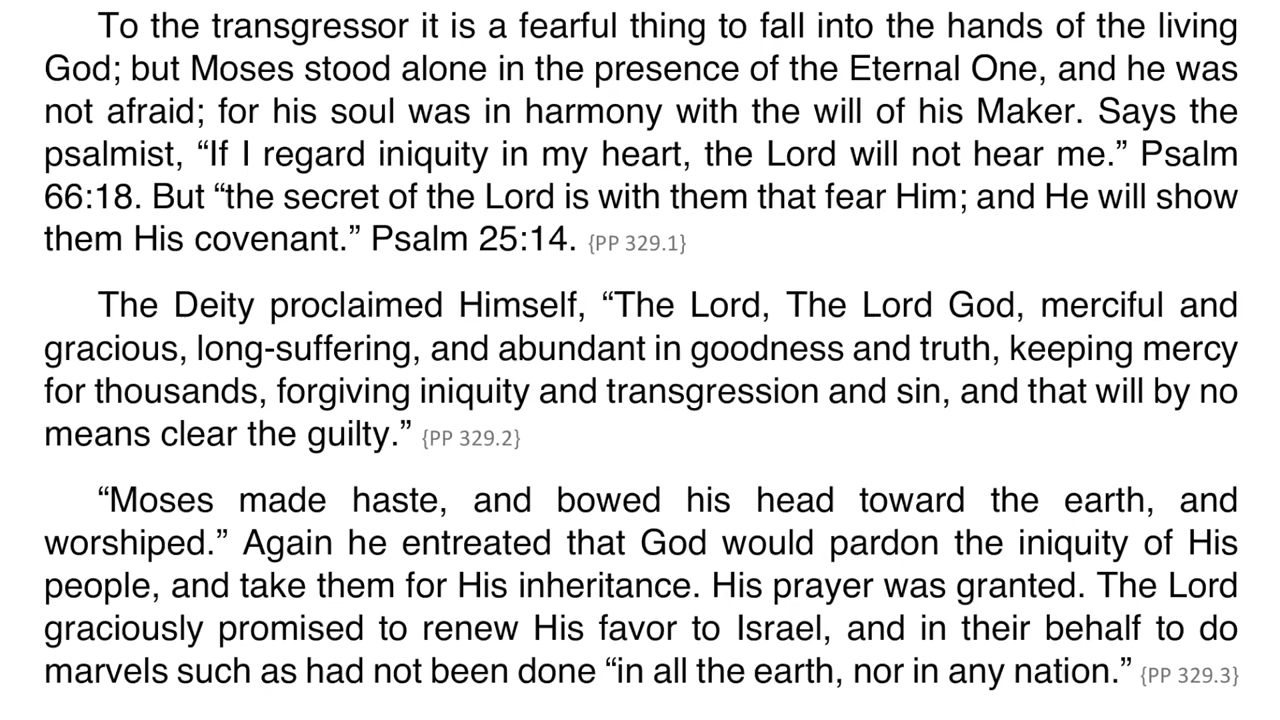 To the transgressor it is a fearful thing to fall into the hands of the living
God; but Moses stood alone in the presence of the Eternal One, and he was
not afraid; for his soul was in harmony with the will of his Maker. Says the
psalmist, “If I regard iniquity in my heart, the Lord will not hear me.” Psalm
66:18. But “the secret of the Lord is with them that fear Him; and He will show
them His covenant.” Psalm 25:14. {PP 329.1}
The Deity proclaimed Himself, “The Lord, The Lord God, merciful and
gracious, long-suffering, and abundant in goodness and truth, keeping mercy
for thousands, forgiving iniquity and transgression and sin, and that will by no
means clear the guilty.” {PP 329.2}
“Moses made haste, and bowed his head toward the earth, and
worshiped.” Again he entreated that God would pardon the iniquity of His
people, and take them for His inheritance. His prayer was granted. The Lord
graciously promised to renew His favor to Israel, and in their behalf to do
marvels such as had not been done “in all the earth, nor in any nation.” {PP 329.3}